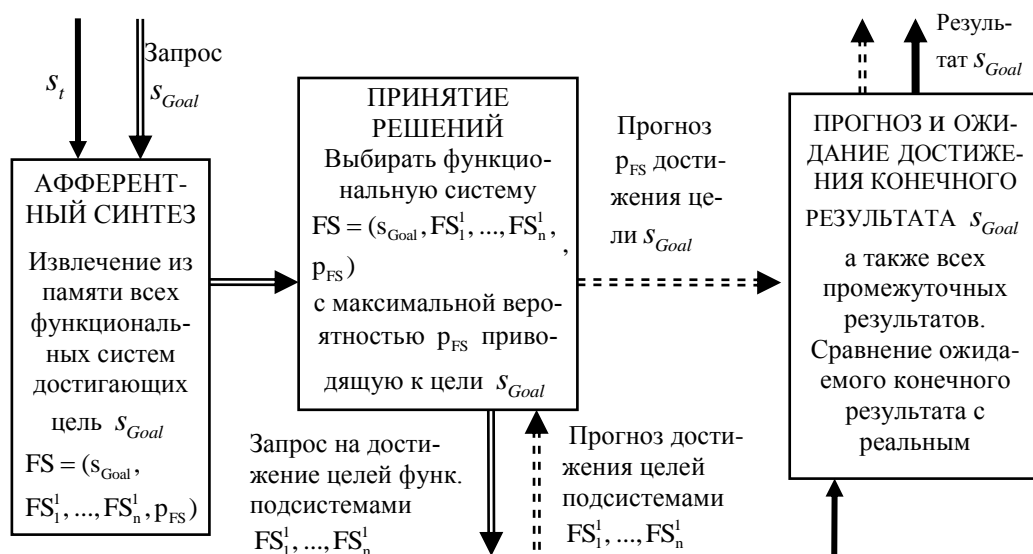 s_t
Запрос
s_Goal
АФФЕРЕНТ-
НЫЙ СИНТЕЗ
Извлечение из
памяти всех
функциональ-
ных систем
достигающих
цель s_Goal
FS = (s_Goal,
FS_1^1, ..., FS_n^1, p_FS)
ПРИНЯТИЕ
РЕШЕНИЙ
Выбирать функцио-
нальную систему
FS = (s_Goal, FS_1^1, ..., FS_n^1,
p_FS) ,
с максимальной веро-
ятностью p_FS приво-
дящую к цели s_Goal
Запрос на дости-
жение целей функ.
подсистемами
FS_1^1, ..., FS_n^1
Прогноз дости-
жения целей
подсистемами
FS_1^1, ..., FS_n^1
Прогноз
p_FS дости-
жения це-
ли s_Goal
Резуль-
тат s_Goal
ПРОГНОЗ и ОЖИ-
ДАНИЕ ДОСТИЖЕ-
НИЯ КОНЕЧНОГО
РЕЗУЛЬТАТА s_Goal
а также всех
промежуточных
результатов.
Сравнение ожида-
емого конечного
результата с
реальным